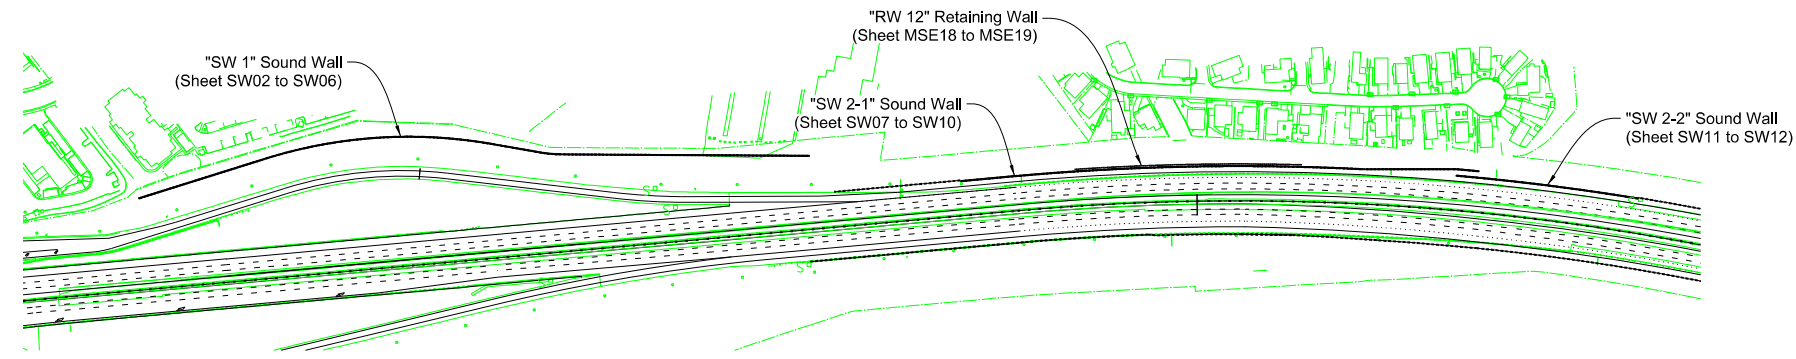 "RW 12" Retaining Wall
(Sheet MSE18 to MSE19)
"SW 1" Sound Wall
(Sheet SW02 to SW06)
"SW 2-1" Sound Wall
(Sheet SW07 to SW10)
"SW 2-2" Sound Wall
(Sheet SW11 to SW12)